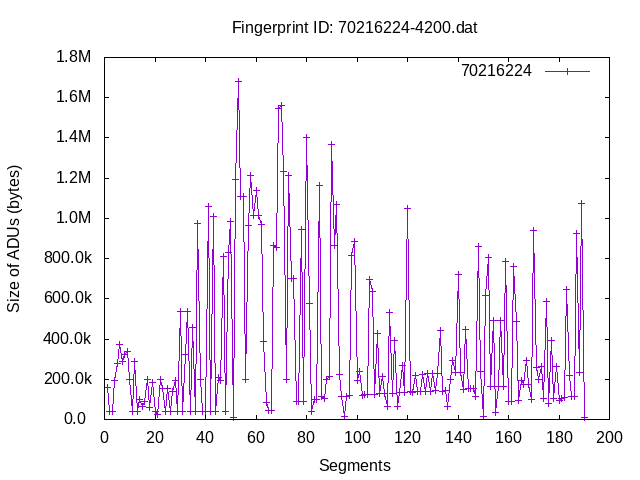 Fingerprint ID: 70216224-4200.dat
70216224
1.8M
1.6M
1.4M
1.2M
1.0M
800.0k
600.0k
400.0k
200.0k
0.0
Size of ADUs (bytes)
0 20 40 60 80 100 120 140 160 180 200
Segments